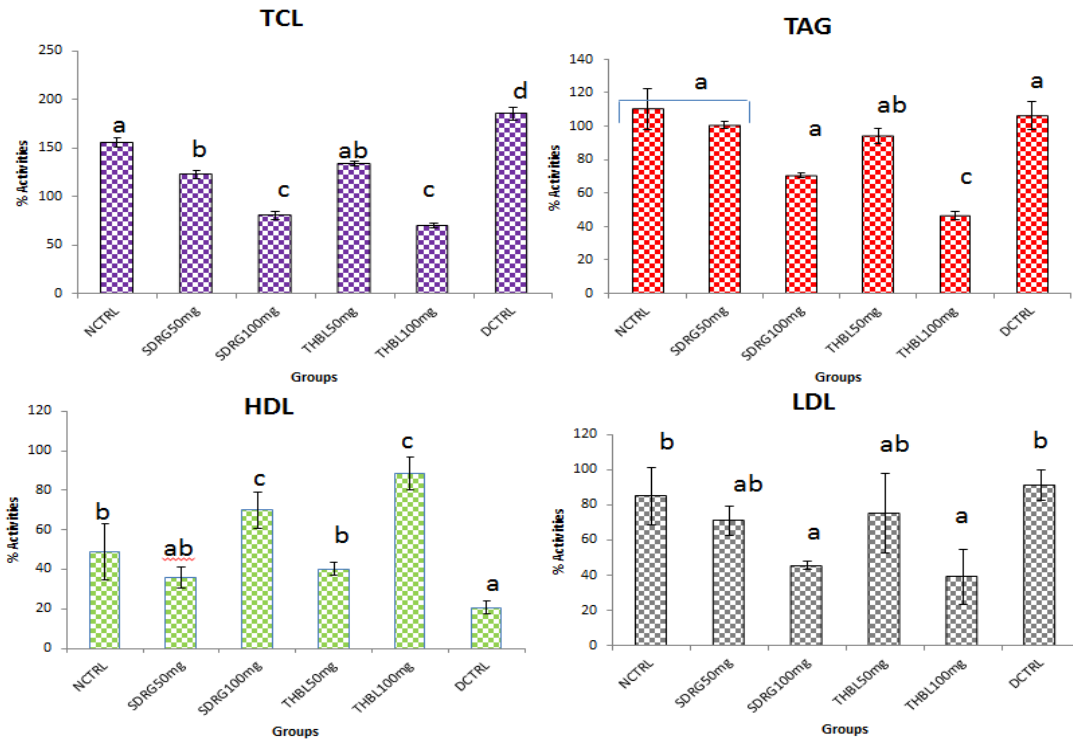 TCL
% Activities
250
200
150
100
50
0
a
b
c
ab
c
d
NCTRL
SDRG50mg
SDRG100mg
THBL50mg
THBL100mg
DCTRL
Groups
TAG
% Activities
140
120
100
80
60
40
20
0
a
a
ab
c
a
NCTRL
SDRG50mg
SDRG100mg
THBL50mg
THBL100mg
DCTRL
Groups
HDL
% Activities
120
100
80
60
40
20
0
b
ab
c
b
c
a
NCTRL
SDRG50mg
SDRG100mg
THBL50mg
THBL100mg
DCTRL
Groups
LDL
% Activities
120
100
80
60
40
20
0
b
ab
a
ab
a
b
NCTRL
SDRG50mg
SDRG100mg
THBL50mg
THBL100mg
DCTRL
Groups